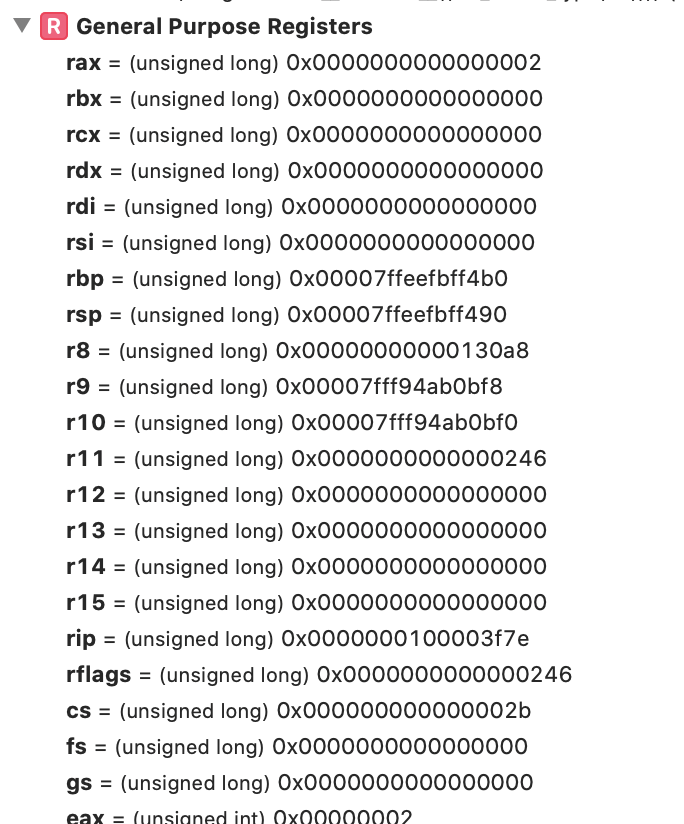 R General Purpose Registers
rax = (unsigned long) 0x0000000000000002
rbx = (unsigned long) 0x0000000000000000
rcx = (unsigned long) 0x0000000000000000
rdx = (unsigned long) 0x0000000000000000
rdi = (unsigned long) 0x0000000000000000
rsi = (unsigned long) 0x0000000000000000
rbp = (unsigned long) 0x00007ffeefbff4b0
rsp = (unsigned long) 0x00007ffeefbff490
r8 = (unsigned long) 0x00000000000130a8
r9 = (unsigned long) 0x00007fff94ab0bf8
r10 = (unsigned long) 0x00007fff94ab0bf0
r11 = (unsigned long) 0x0000000000000246
r12 = (unsigned long) 0x0000000000000000
r13 = (unsigned long) 0x0000000000000000
r14 = (unsigned long) 0x0000000000000000
r15 = (unsigned long) 0x0000000000000000
rip = (unsigned long) 0x0000000100003f7e
rflags = (unsigned long) 0x0000000000000246
cs = (unsigned long) 0x000000000000002b
fs = (unsigned long) 0x0000000000000000
gs = (unsigned long) 0x0000000000000000
eax = (unsigned int) 0x00000002